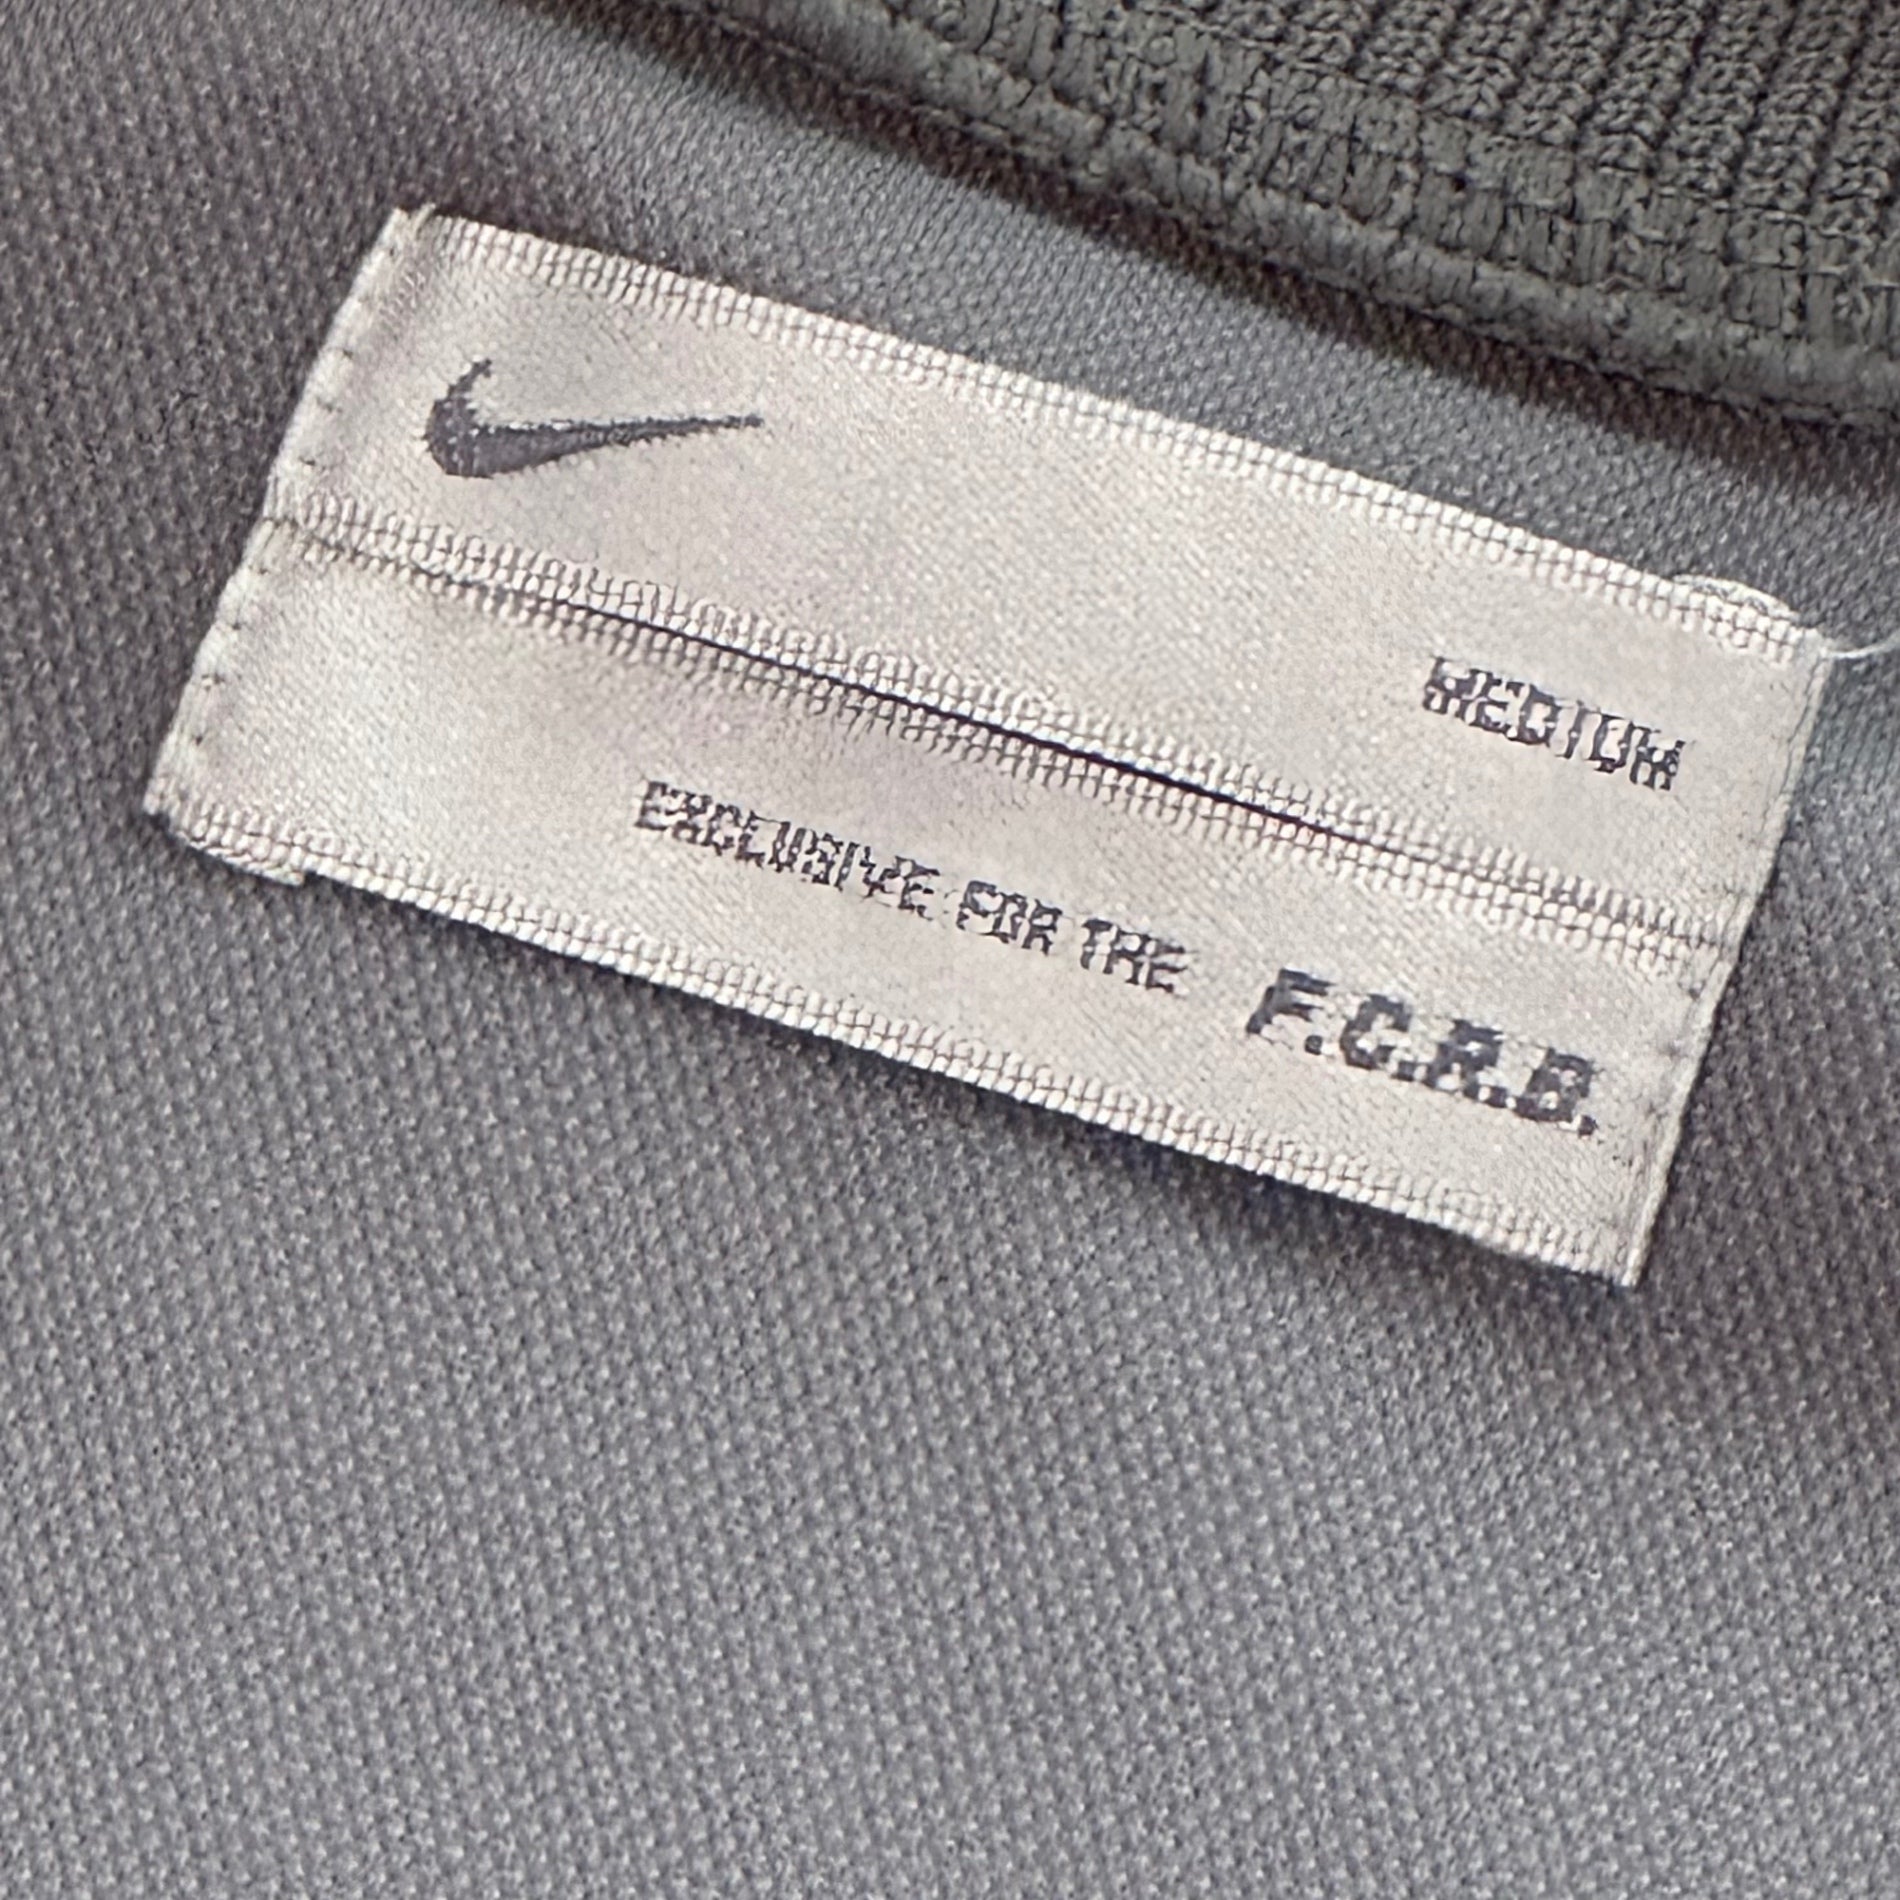 MEDIUM
EXCLUSIVE FOR THE F.C.R.B.